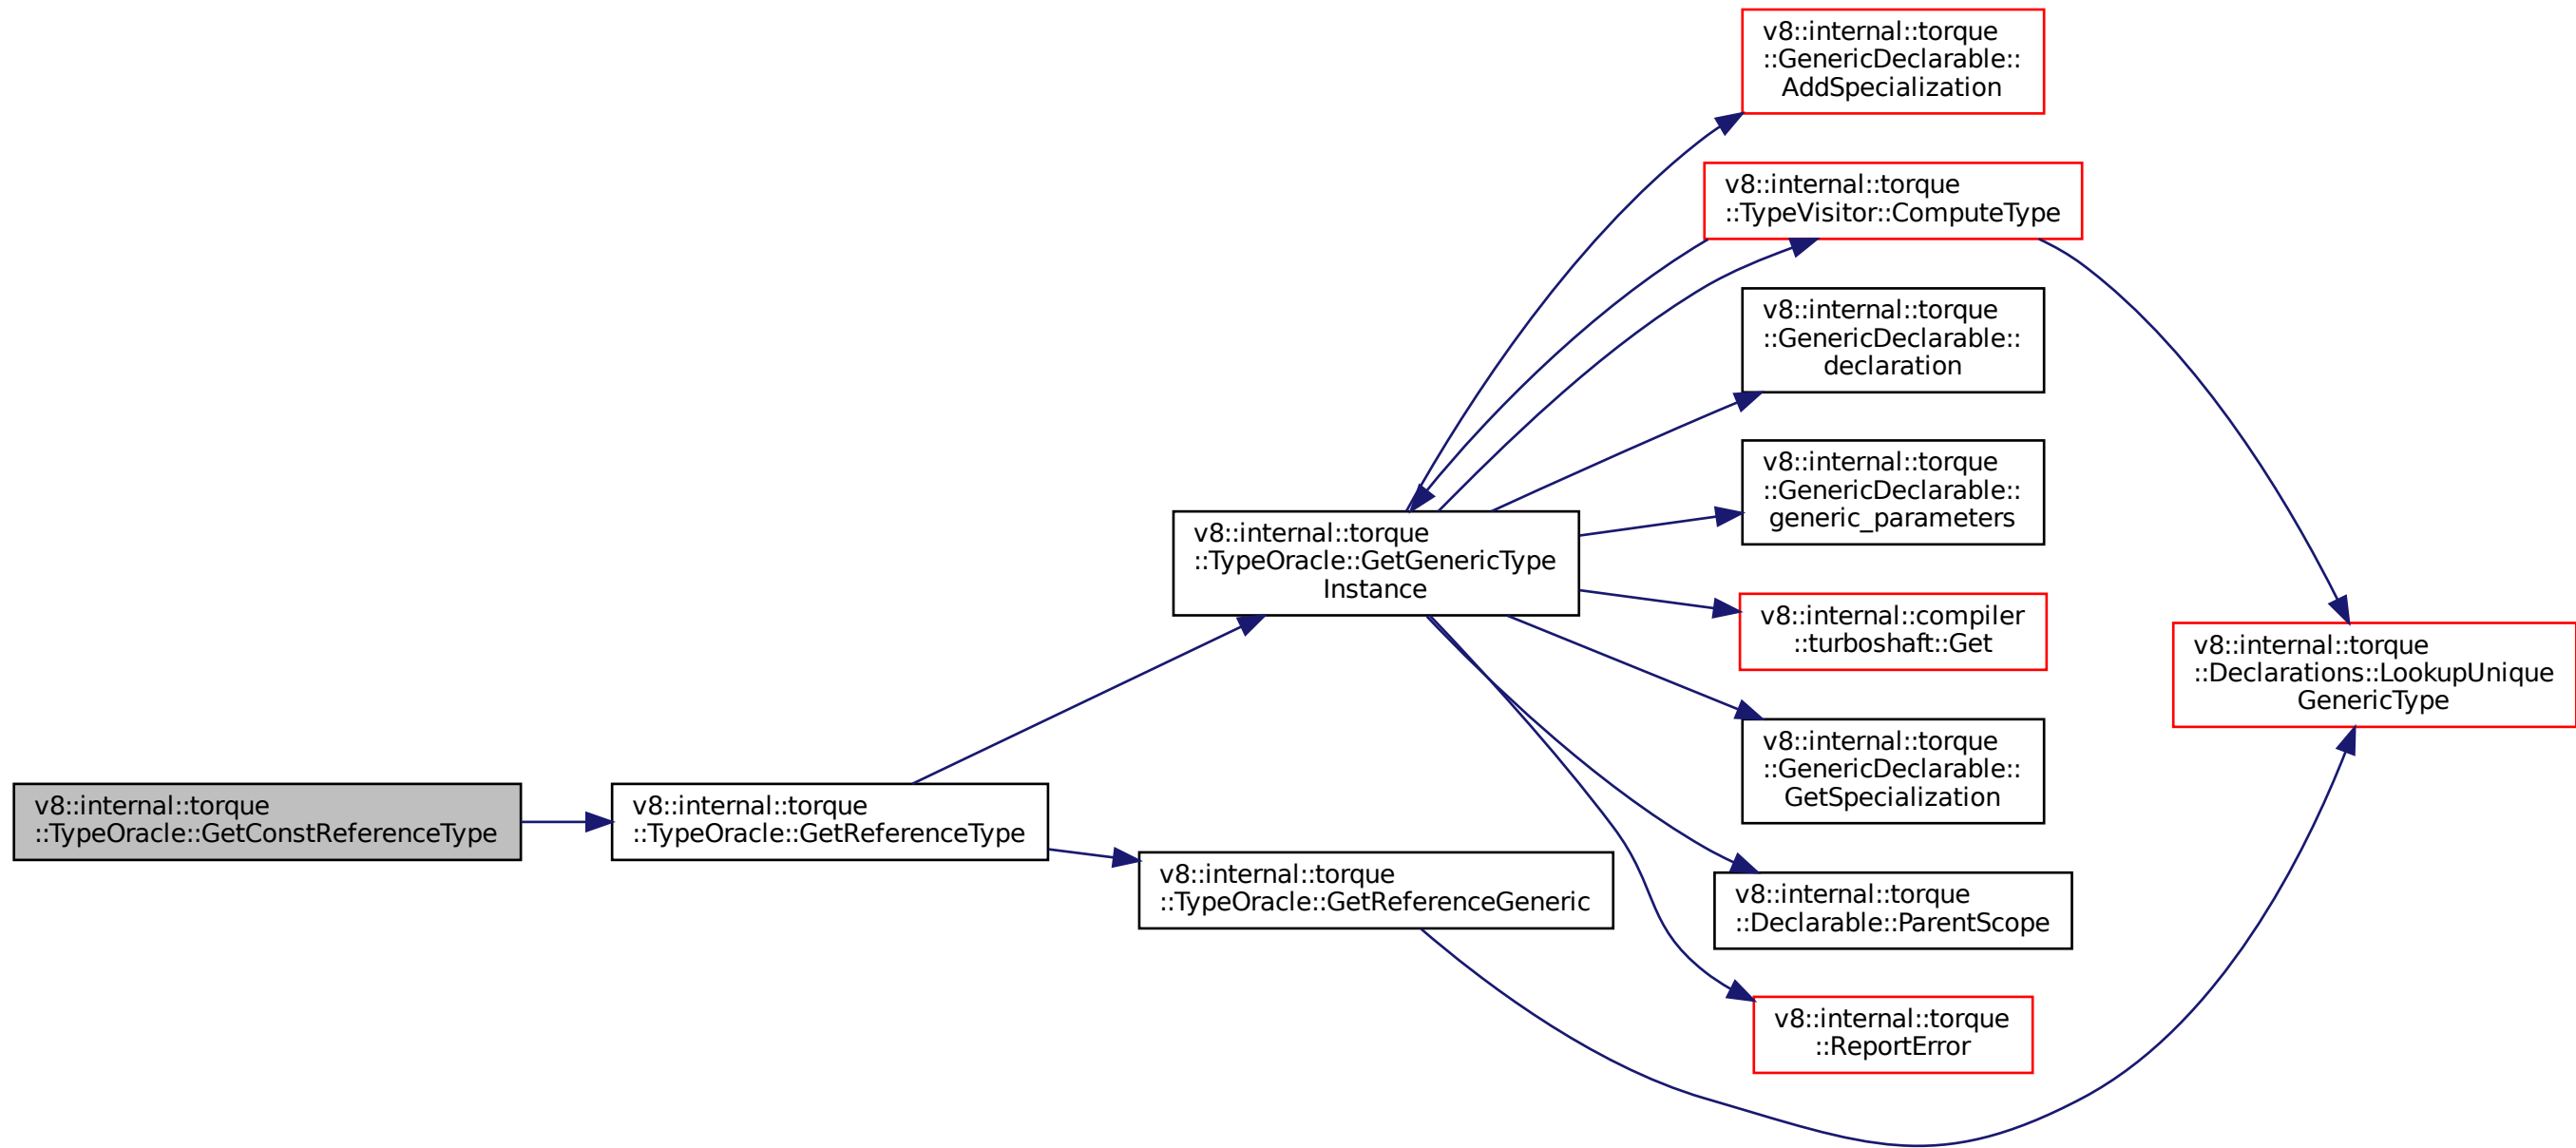 v8::internal::torque
::GenericDeclarable::
AddSpecialization
v8::internal::torque
::TypeVisitor::ComputeType
v8::internal::torque
::GenericDeclarable::
declaration
v8::internal::torque
::GenericDeclarable::
generic_parameters
v8::internal::torque
::TypeOracle::GetGenericType
Instance
v8::internal::compiler
::turboshaft::Get
v8::internal::torque
::Declarations::LookupUnique
GenericType
v8::internal::torque
::GenericDeclarable::
GetSpecialization
v8::internal::torque
::TypeOracle::GetConstReferenceType
v8::internal::torque
::TypeOracle::GetReferenceType
v8::internal::torque
::TypeOracle::GetReferenceGeneric
v8::internal::torque
::Declarable::ParentScope
v8::internal::torque
::ReportError